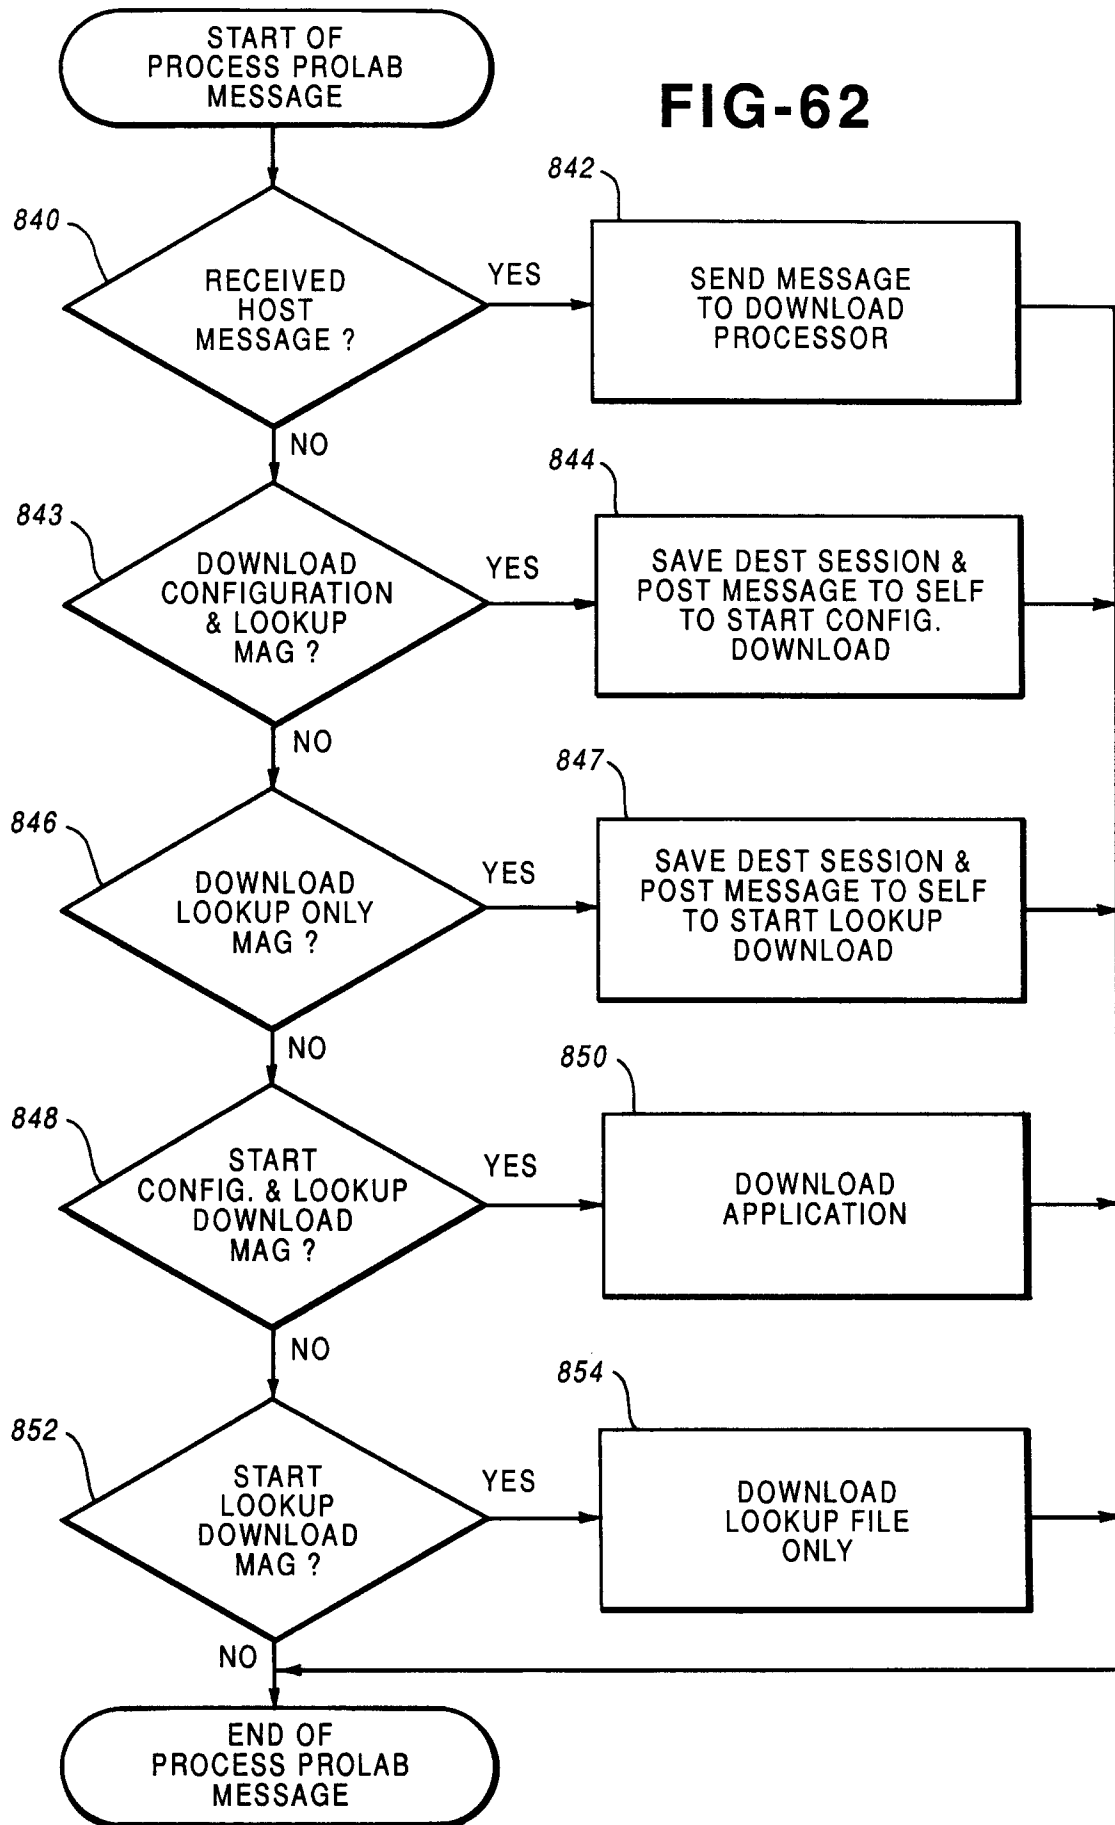 START OF
PROCESS PROLAB
MESSAGE
FIG-62
840
RECEIVED
HOST
MESSAGE ?
YES
842
SEND MESSAGE
TO DOWNLOAD
PROCESSOR
NO
843
DOWNLOAD
CONFIGURATION
& LOOKUP
MAG ?
YES
844
SAVE DEST SESSION &
POST MESSAGE TO SELF
TO START CONFIG.
DOWNLOAD
NO
846
DOWNLOAD
LOOKUP ONLY
MAG ?
YES
847
SAVE DEST SESSION &
POST MESSAGE TO SELF
TO START LOOKUP
DOWNLOAD
NO
848
START
CONFIG. & LOOKUP
DOWNLOAD
MAG ?
YES
850
DOWNLOAD
APPLICATION
NO
852
START
LOOKUP
DOWNLOAD
MAG ?
YES
854
DOWNLOAD
LOOKUP FILE
ONLY
NO
END OF
PROCESS PROLAB
MESSAGE